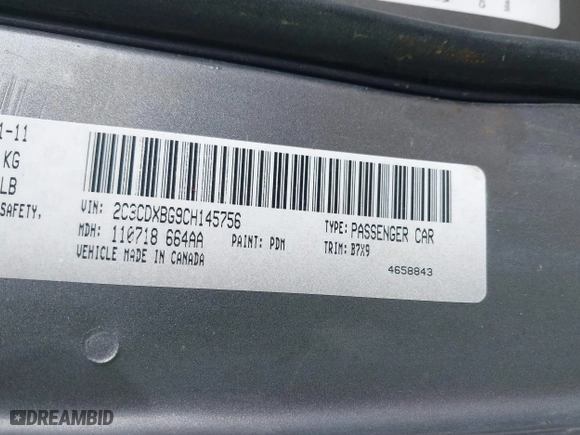 1-11
KG
LB
SAFETY,
VIN: 2C3CDXBG9CH145756
TYPE: PASSENGER CAR
MDH: 110718 664AA
PAINT: PDM
TRIM: B7X9
VEHICLE MADE IN CANADA
4658843
DREAMBID